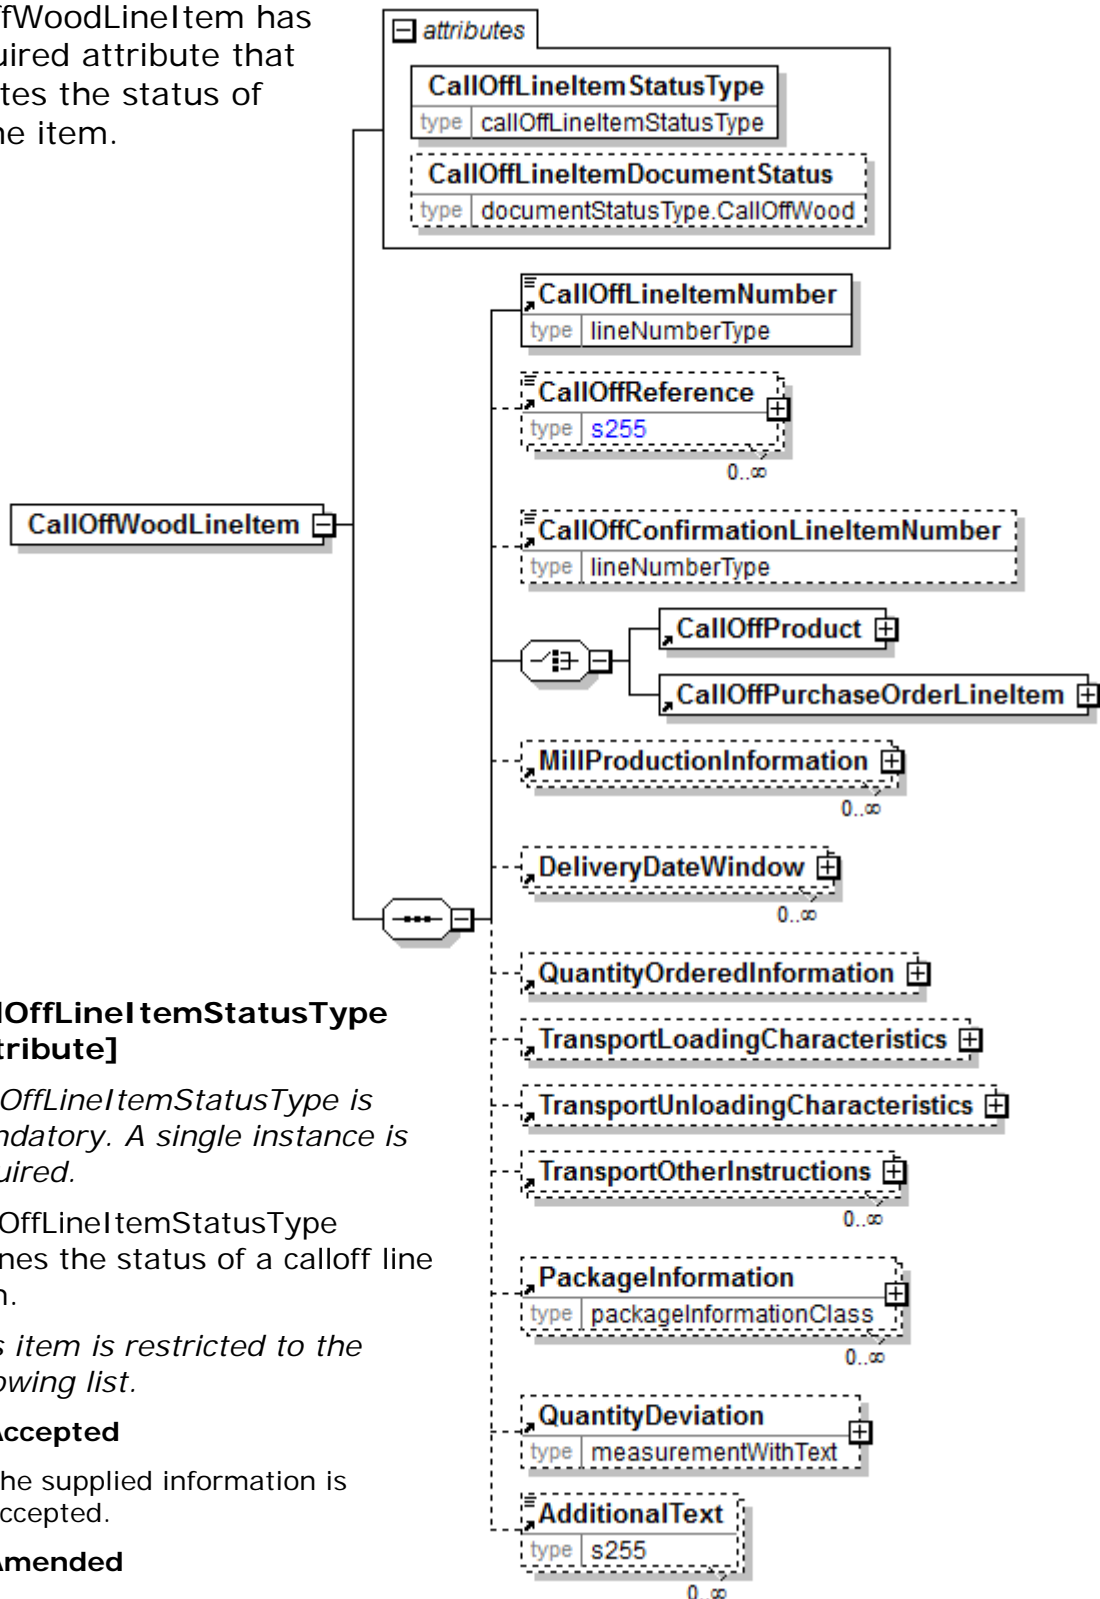 ffWoodLineItem has
uired attribute that
tes the status of
ne item.
attributes
CallOffLineItemStatusType
type callOffLineItemStatusType
CallOffLineItemDocumentStatus
type documentStatusType.CallOffWood
CallOffLineItemNumber
type lineNumberType
CallOffReference
type s255
0..∞
CallOffWoodLineItem
CallOffConfirmationLineItemNumber
type lineNumberType
CallOffProduct
CallOffPurchaseOrderLineItem
MillProductionInformation
0..∞
DeliveryDateWindow
0..∞
QuantityOrderedInformation
TransportLoadingCharacteristics
TransportUnloadingCharacteristics
TransportOtherInstructions
0..∞
PackageInformation
type packageInformationClass
0..∞
QuantityDeviation
type measurementWithText
AdditionalText
type s255
0..∞
lOffLineItemStatusType
tribute]
OffLineItemStatusType is
ndatory. A single instance is
uired.
OffLineItemStatusType
nes the status of a calloff line
n.
s item is restricted to the
owing list.
Accepted
he supplied information is
ccepted.
Amended